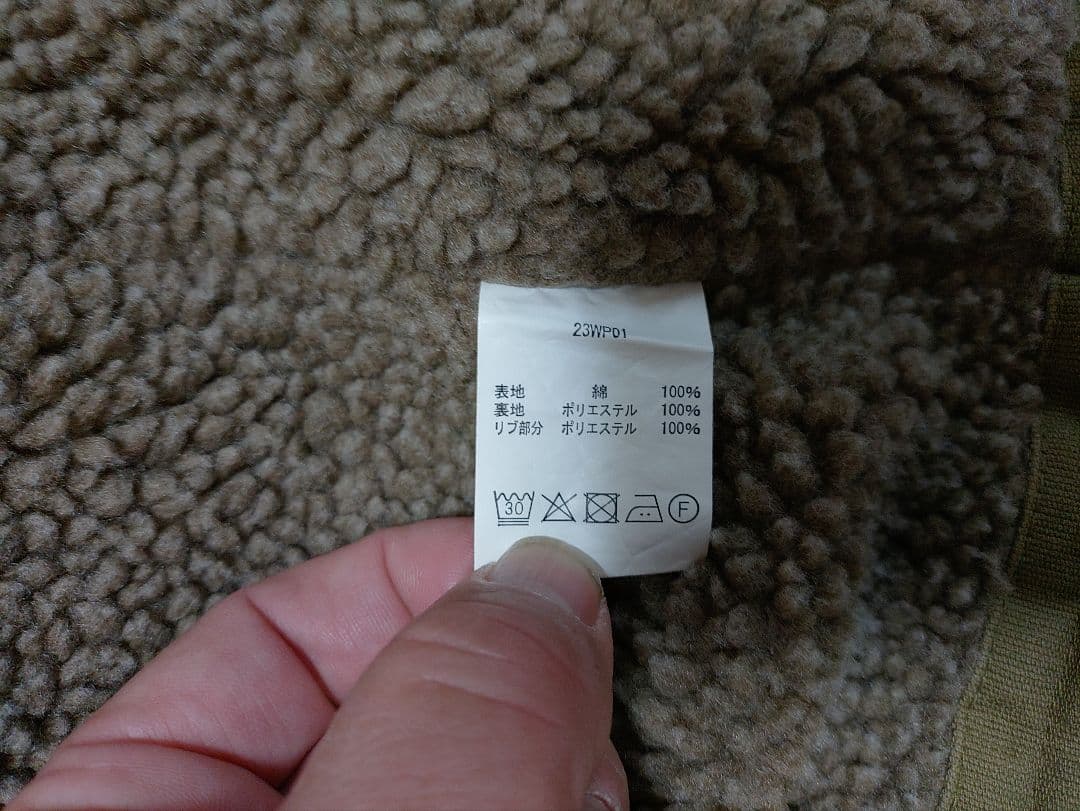 23WP01
表地 綿 100%
裏地 ポリエステル 100%
リブ部分 ポリエステル 100%
30 F